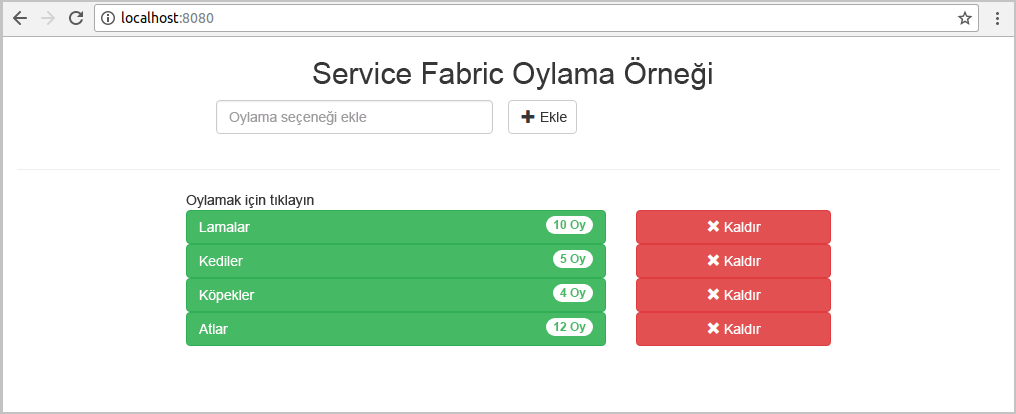 localhost:8080
Service Fabric Oylama Örneği
Oylama seçeneği ekle Ekle
Oylamak için tıklayın
Lamalar 10 Oy Kaldır
Kediler 5 Oy Kaldır
Köpekler 4 Oy Kaldır
Atlar 12 Oy Kaldır